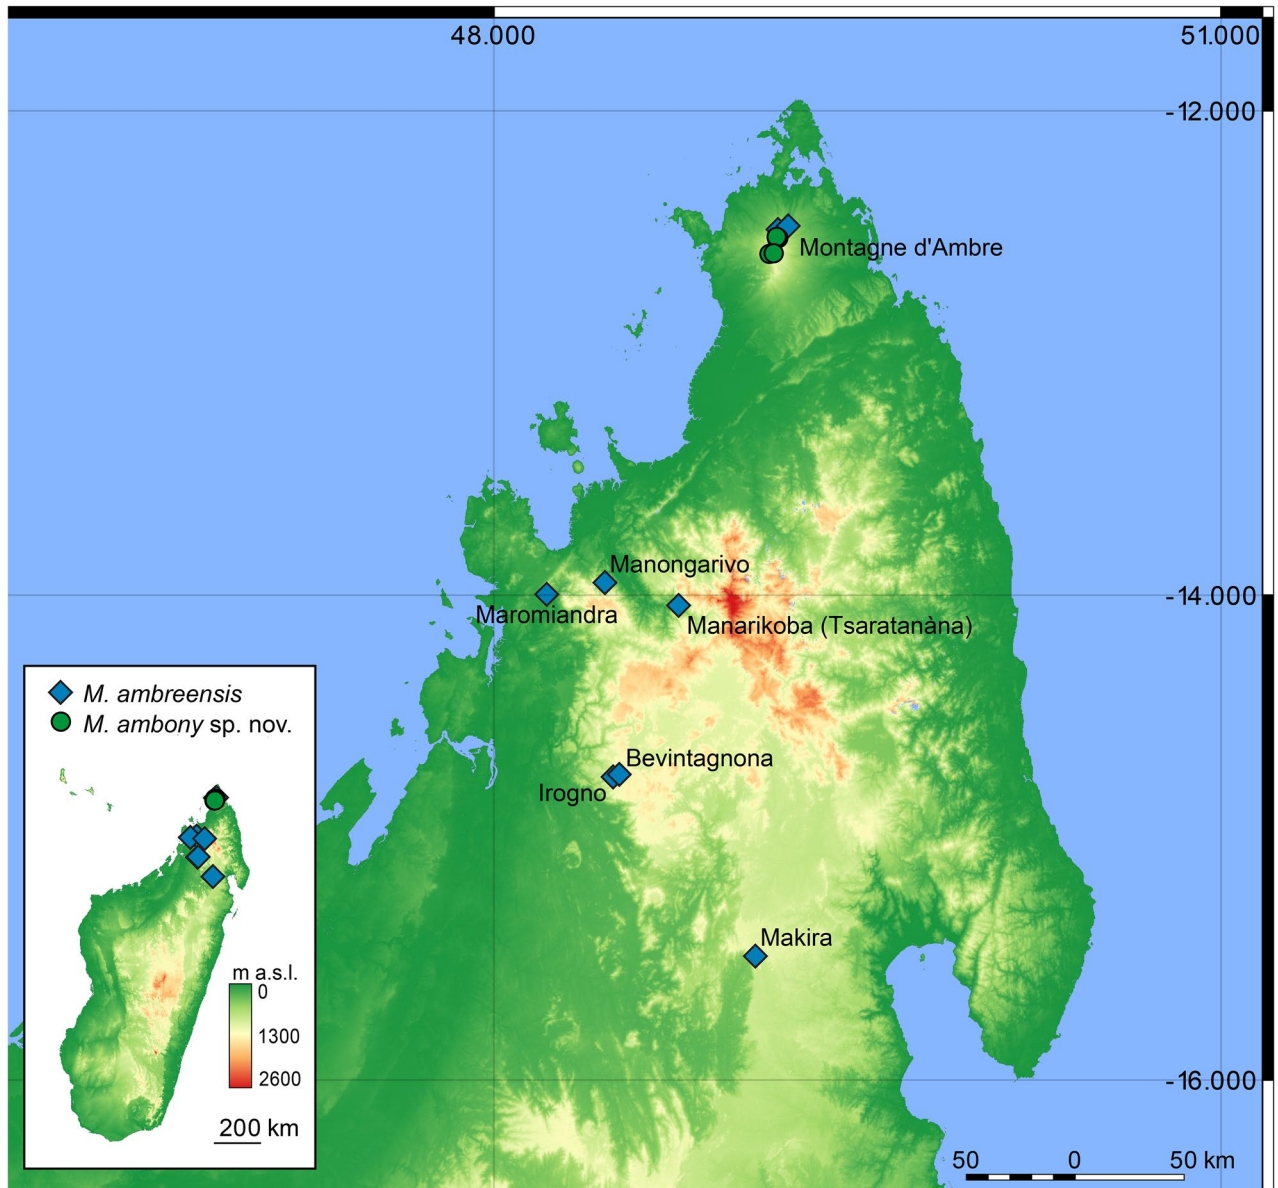 48.000
51.000
-12.000
Montagne d'Ambre
Manongarivo
-14.000
Maromiandra
Manarikoba (Tsaratanàna)
M. ambreensis
M. ambony sp. nov.
Bevintagnona
Irogno
Makira
m a.s.l.
0
1300
2600
-16.000
200 km
50 0 50 km